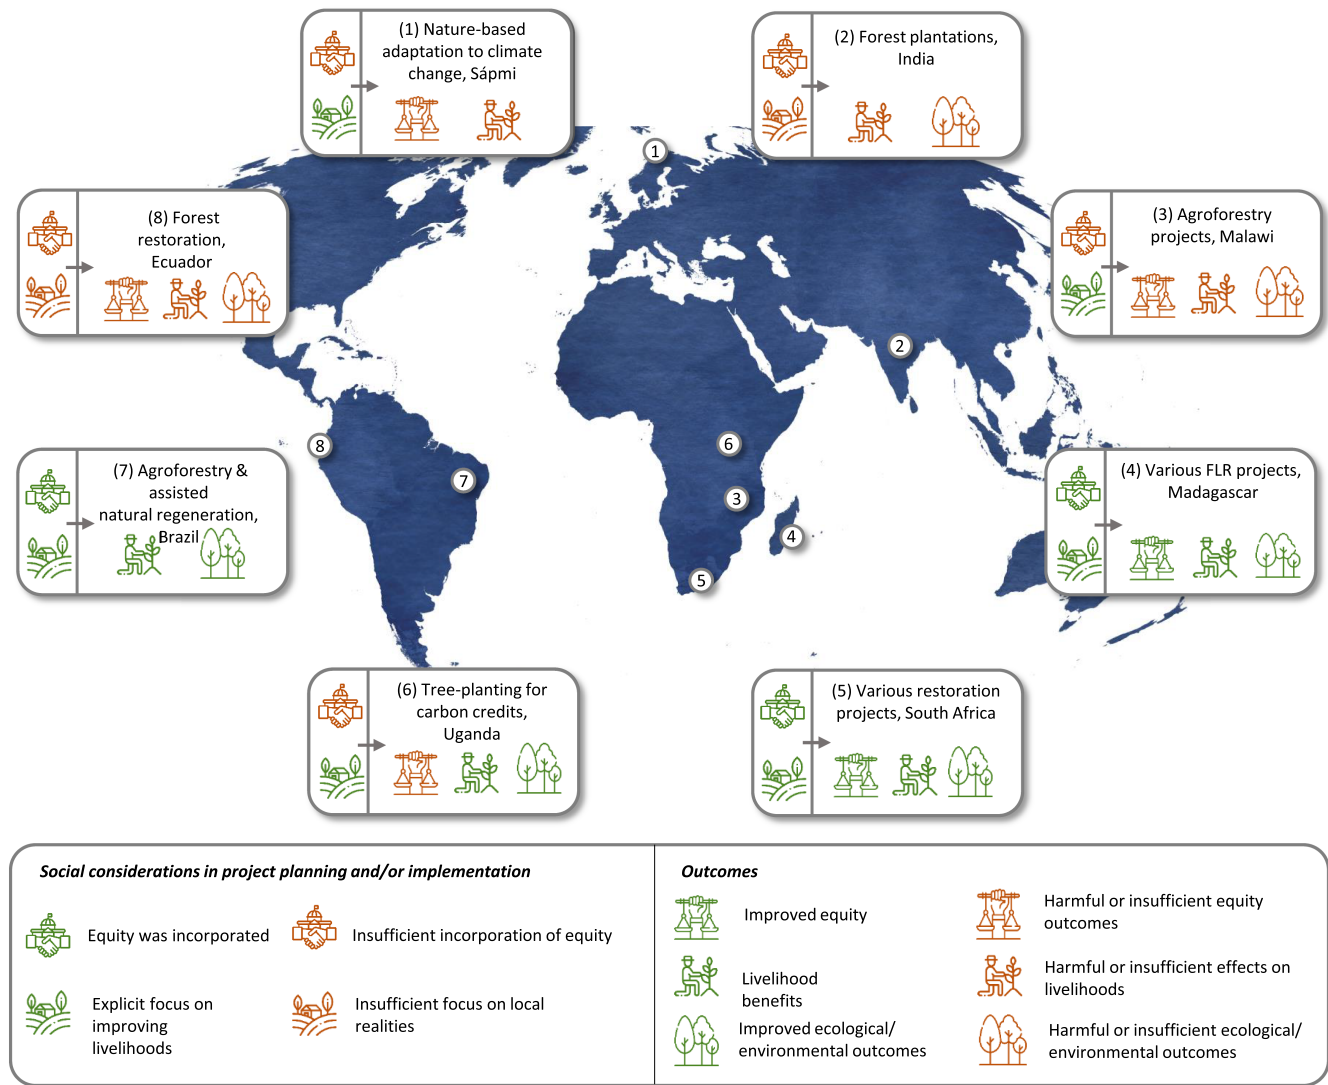 (1) Nature-based
adaptation to climate
change, Sápmi
(2) Forest plantations,
India
(8) Forest
restoration,
Ecuador
(3) Agroforestry
projects, Malawi
(7) Agroforestry &
assisted
natural regeneration,
Brazil
(4) Various FLR projects,
Madagascar
(6) Tree-planting for
carbon credits,
Uganda
(5) Various restoration
projects, South Africa
1
2
8
6
7
3
4
5
Social considerations in project planning and/or implementation
Equity was incorporated
Insufficient incorporation of equity
Explicit focus on
improving
livelihoods
Insufficient focus on local
realities
Outcomes
Improved equity
Harmful or insufficient equity
outcomes
Livelihood
benefits
Harmful or insufficient effects on
livelihoods
Improved ecological/
environmental outcomes
Harmful or insufficient ecological/
environmental outcomes